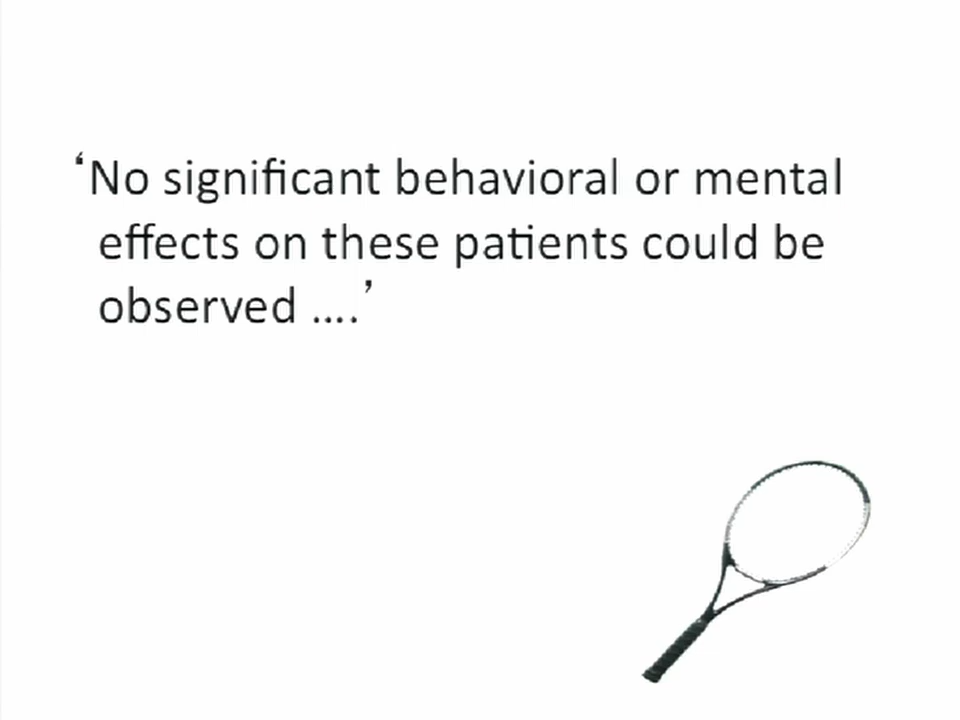 ‘No significant behavioral or mental
effects on these patients could be
observed ….’